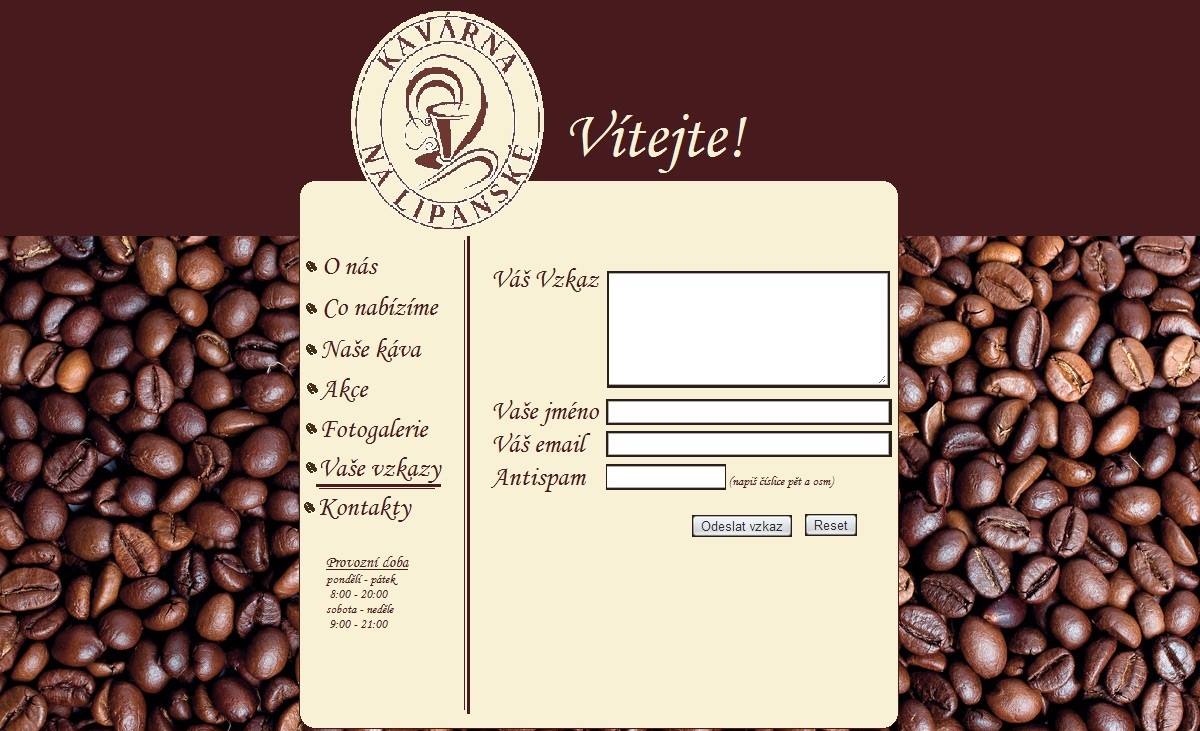 KAVÁRNA
NA LIPANSKÉ
Vítejte!
O nás
Co nabízíme
Naše káva
Akce
Fotogalerie
Vaše vzkazy
Kontakty
Provozní doba
pondělí - pátek
8:00 - 20:00
sobota - neděle
9:00 - 21:00
Váš Vzkaz
Vaše jméno
Váš email
Antispam (napiš číslice pět a osm)
Odeslat vzkaz Reset